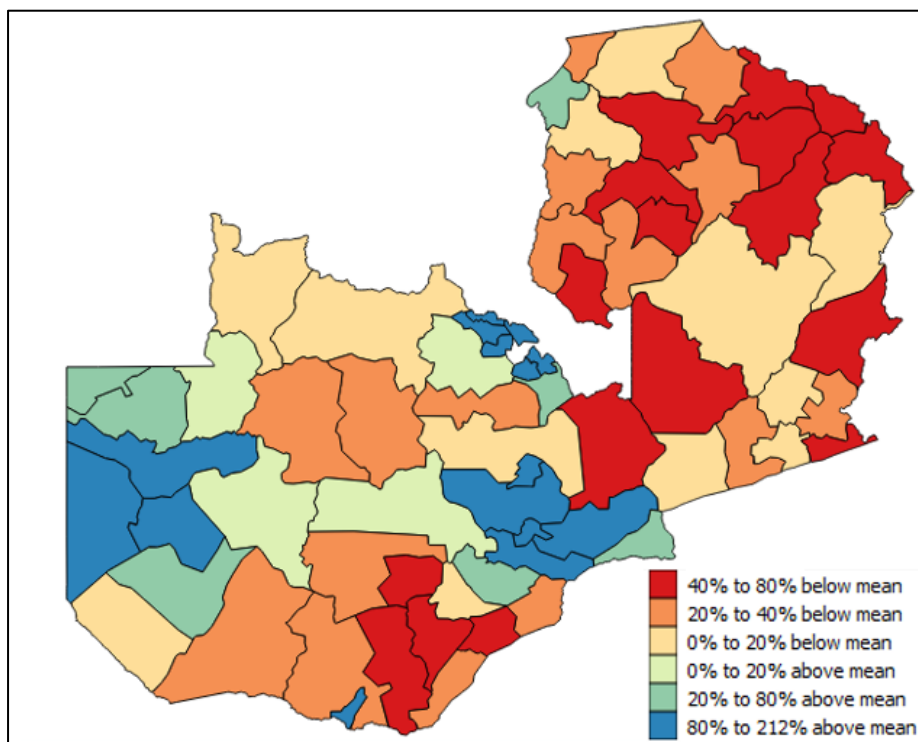 40% to 80% below mean
20% to 40% below mean
0% to 20% below mean
0% to 20% above mean
20% to 80% above mean
80% to 212% above mean